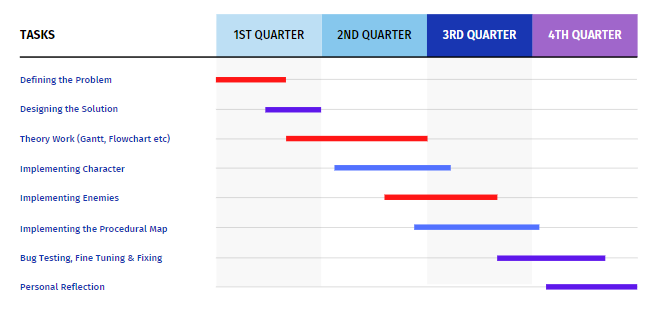 TASKS
1ST QUARTER
2ND QUARTER
3RD QUARTER
4TH QUARTER
Defining the Problem
Designing the Solution
Theory Work (Gantt, Flowchart etc)
Implementing Character
Implementing Enemies
Implementing the Procedural Map
Bug Testing, Fine Tuning & Fixing
Personal Reflection